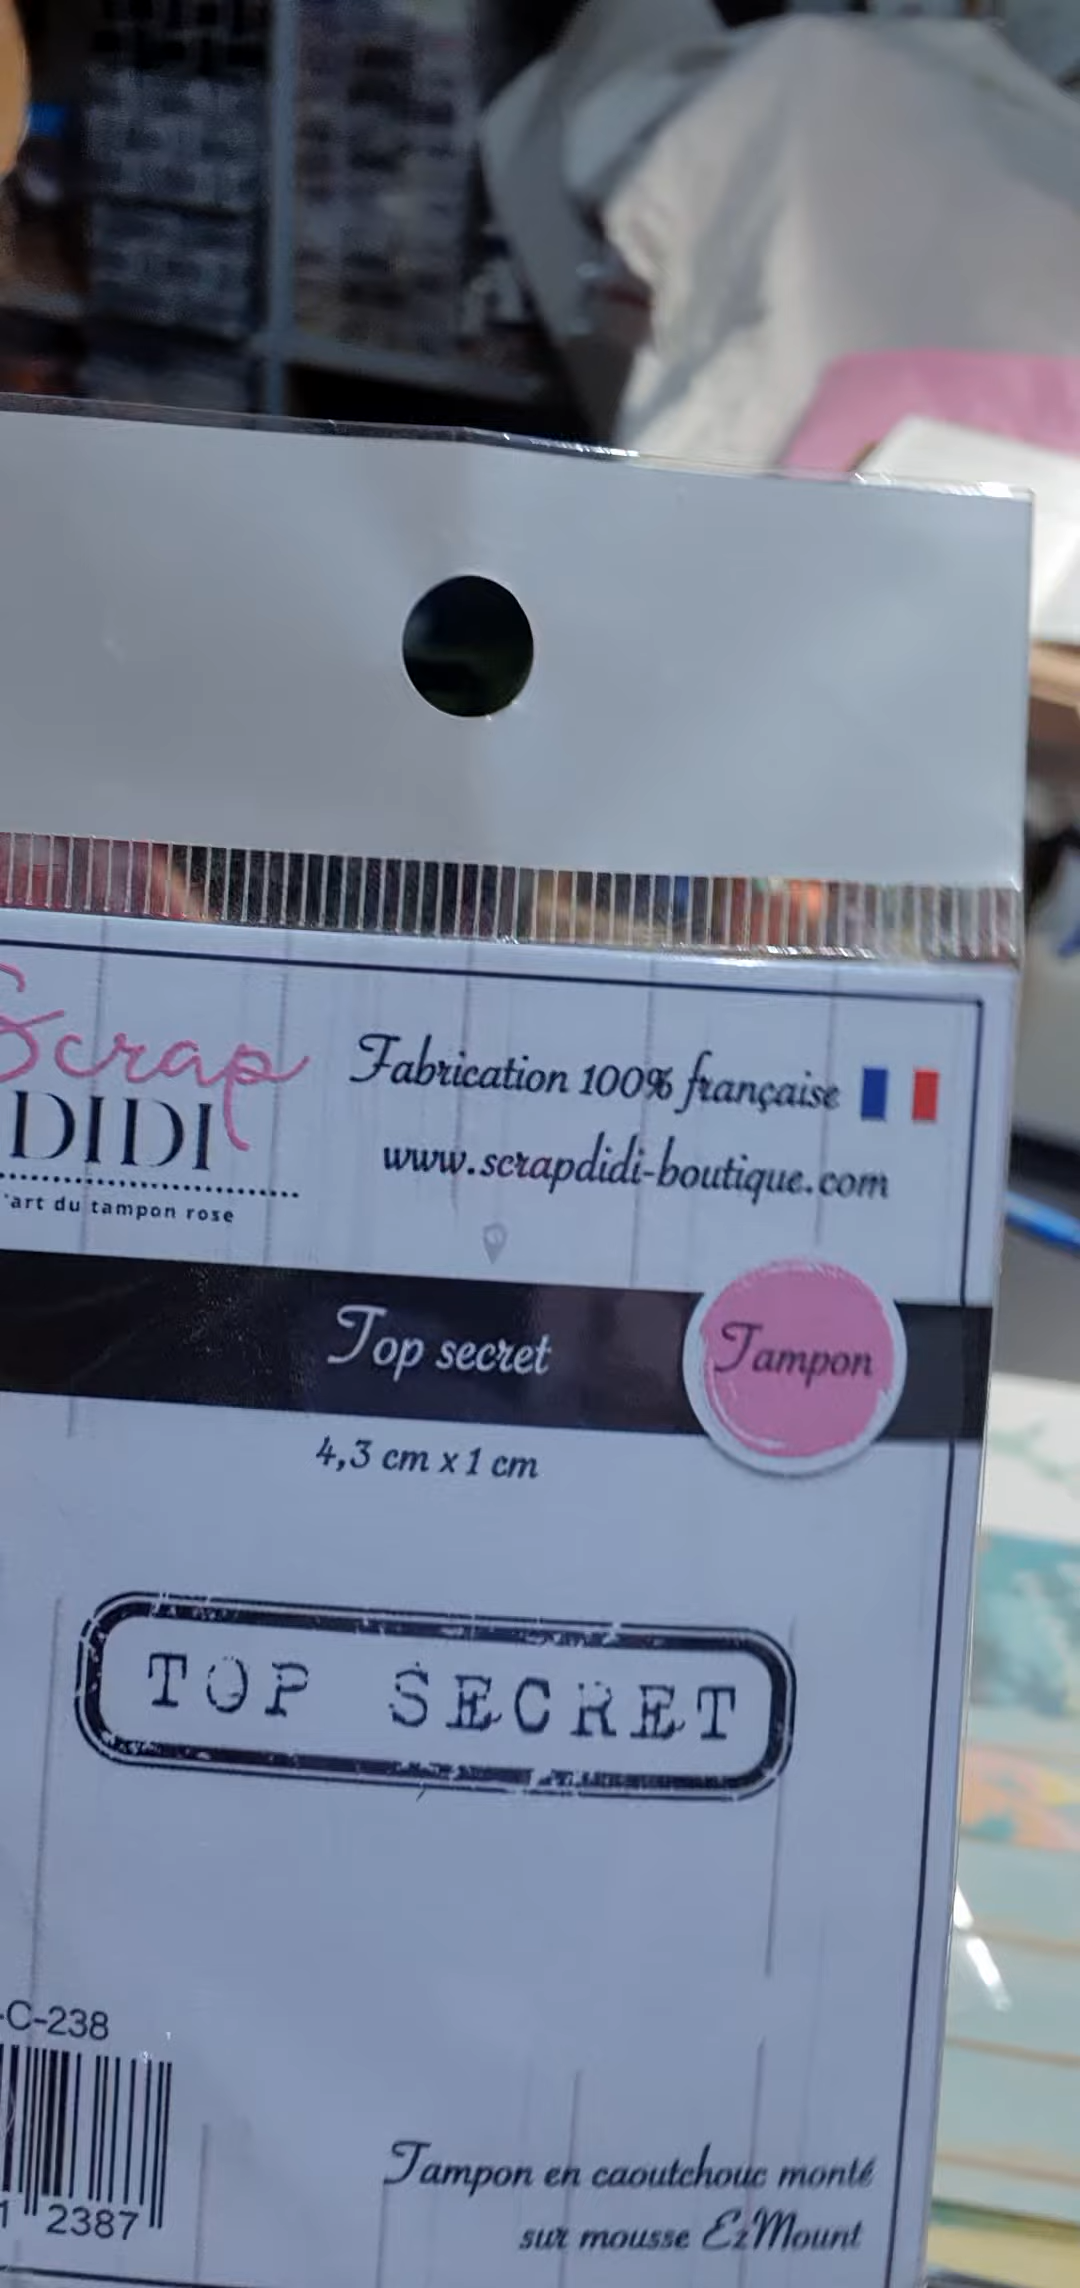 Scrap
DIDI
Fabrication 100% française
www.scrapdidi-boutique.com
'art du tampon rose
Top secret
Tampon
4,3 cm x 1 cm
TOP SECRET
-C-238
1 2387
Tampon en caoutchouc monté
sur mousse EzMount